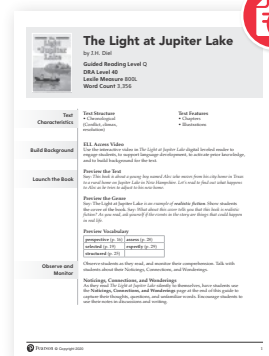 The Light
at Jupiter
Lake
The Light at Jupiter Lake
by J.H. Diel
Guided Reading Level Q
DRA Level 40
Lexile Measure 800L
Word Count 3,356
Text
Characteristics
Text Structure
• Chronological
(Conflict, climax,
resolution)
Text Features
• Chapters
• Illustrations
Build Background
ELL Access Video
Use the interactive video in The Light at Jupiter Lake digital leveled reader to
engage students, to support language development, to activate prior knowledge,
and to build background for the text.
Launch the Book
Preview the Text
Say: This book is about a young boy named Alec who moves from his city home in Texas
to a rural home on Jupiter Lake in New Hampshire. Let's read to find out what happens
to Alec as he tries to adjust to his new home.
Preview the Genre
Say: The Light at Jupiter Lake is an example of realistic fiction. Show students
the cover of the book. Say: What about this cover tells you that this book is realistic
fiction? As you read, ask yourself if the events in the story are things that could happen
in real life.
Preview Vocabulary
perspective (p. 16) assess (p. 28)
selected (p. 19) expertly (p. 29)
structured (p. 23)
Observe and
Monitor
Observe students as they read, and monitor their comprehension. Talk with
students about their Noticings, Connections, and Wonderings.
Noticings, Connections, and Wonderings
As they read The Light at Jupiter Lake silently to themselves, have students use
the Noticings, Connections, and Wonderings page at the end of this guide to
capture their thoughts, questions, and unfamiliar words. Encourage students to
use their notes in discussions and writing.
Pearson © Copyright 2020.
1